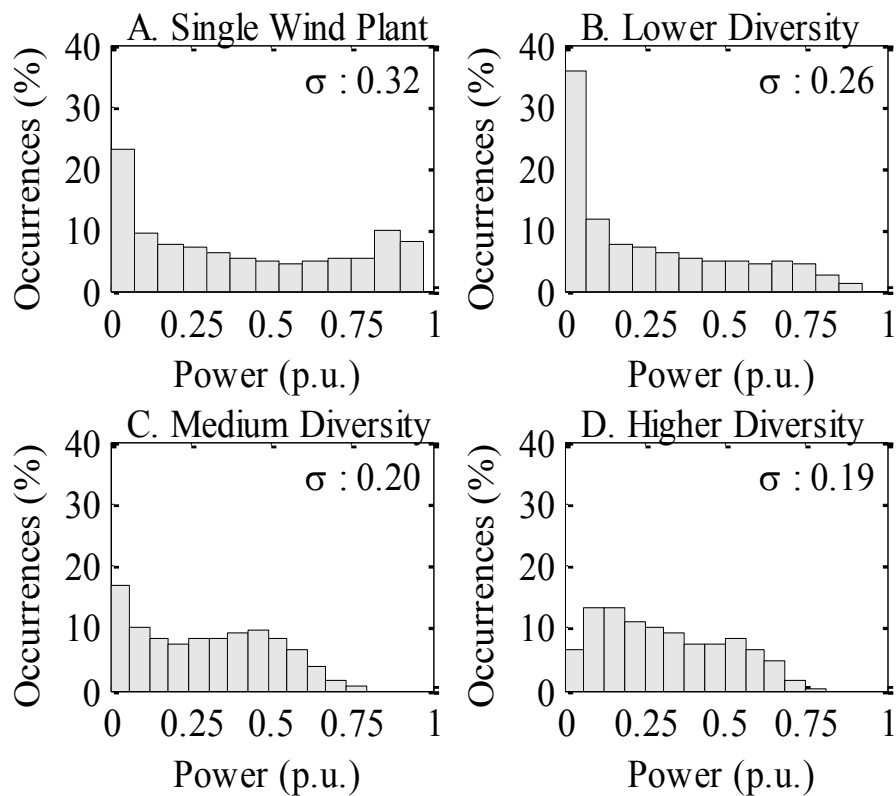 A. Single Wind Plant
σ : 0.32
Occurrences (%)
40
30
20
10
0
0 0.25 0.5 0.75 1
Power (p.u.)
B. Lower Diversity
σ : 0.26
Occurrences (%)
40
30
20
10
0
0 0.25 0.5 0.75 1
Power (p.u.)
C. Medium Diversity
σ : 0.20
Occurrences (%)
40
30
20
10
0
0 0.25 0.5 0.75 1
Power (p.u.)
D. Higher Diversity
σ : 0.19
Occurrences (%)
40
30
20
10
0
0 0.25 0.5 0.75 1
Power (p.u.)